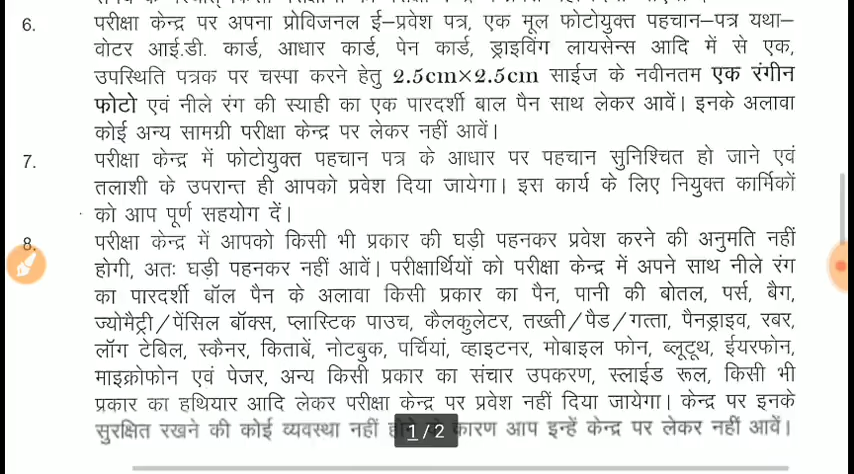 6. परीक्षा केन्द्र पर अपना प्रोविजनल ई–प्रवेश पत्र, एक मूल फोटोयुक्त पहचान–पत्र यथा–
वोटर आई.डी. कार्ड, आधार कार्ड, पेन कार्ड, ड्राइविंग लायसेन्स आदि में से एक,
उपस्थिति पत्रक पर चस्पा करने हेतु 2.5cm×2.5cm साईज के नवीनतम एक रंगीन
फोटो एवं नीले रंग की स्याही का एक पारदर्शी बाल पैन साथ लेकर आवें। इनके अलावा
कोई अन्य सामग्री परीक्षा केन्द्र पर लेकर नहीं आवें।
7. परीक्षा केन्द्र में फोटोयुक्त पहचान पत्र के आधार पर पहचान सुनिश्चित हो जाने एवं
तलाशी के उपरान्त ही आपको प्रवेश दिया जायेगा। इस कार्य के लिए नियुक्त कार्मिकों
को आप पूर्ण सहयोग दें।
8. परीक्षा केन्द्र में आपको किसी भी प्रकार की घड़ी पहनकर प्रवेश करने की अनुमति नहीं
होगी, अतः घड़ी पहनकर नहीं आवें। परीक्षार्थियों को परीक्षा केन्द्र में अपने साथ नीले रंग
का पारदर्शी बॉल पैन के अलावा किसी प्रकार का पैन, पानी की बोतल, पर्स, बैग,
ज्योमैट्री/पेंसिल बॉक्स, प्लास्टिक पाउच, कैलकुलेटर, तख्ती/पैड/गत्ता, पैनड्राइव, रबर,
लॉग टेबिल, स्कैनर, किताबें, नोटबुक, पर्चियां, व्हाइटनर, मोबाइल फोन, ब्लूटूथ, ईयरफोन,
माइक्रोफोन एवं पेजर, अन्य किसी प्रकार का संचार उपकरण, स्लाईड रूल, किसी भी
प्रकार का हथियार आदि लेकर परीक्षा केन्द्र पर प्रवेश नहीं दिया जायेगा। केन्द्र पर इनके
सुरक्षित रखने की कोई व्यवस्था नहीं कारण आप इन्हें केन्द्र पर लेकर नहीं आवें।
1/2